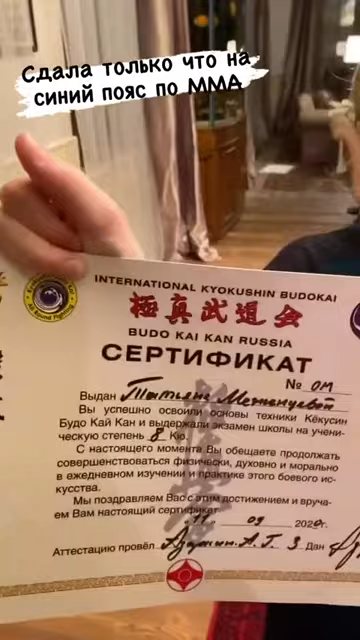 Сдала только что на
синий пояс по ММА
INTERNATIONAL KYOKUSHIN BUDOKAI
極真武道会
BUDO KAI KAN RUSSIA
СЕРТИФИКАТ
№ ОМ
Выдан Татьяне
Вы успешно освоили основы техники Кёкусин
Будо Кай Кан и выдержали экзамен школы на учени-
ческую степень 8 Кю.
С настоящего момента Вы обещаете продолжать
совершенствоваться физически, духовно и морально
в ежедневном изучении и практике этого боевого ис-
кусства.
Мы поздравляем Вас с этим достижением и вруча-
ем Вам настоящий сертификат
11 09 2020г.
Аттестацию провёл А.Г. 3 Дан